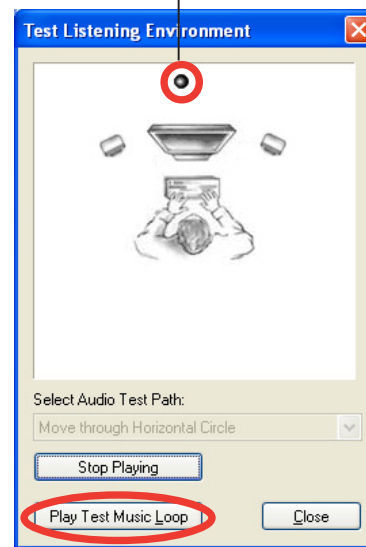 Test Listening Environment
Select Audio Test Path:
Move through Horizontal Circle
Stop Playing
Play Test Music Loop
Close